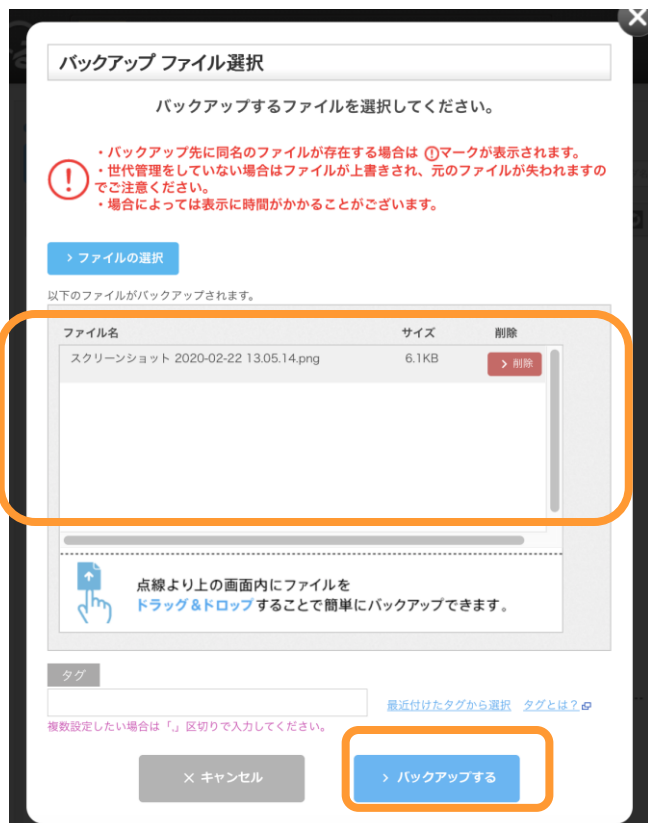 バックアップ ファイル選択
バックアップするファイルを選択してください。
・バックアップ先に同名のファイルが存在する場合は ①マークが表示されます。
・世代管理をしていない場合はファイルが上書きされ、元のファイルが失われますの
でご注意ください。
・場合によっては表示に時間がかかることがございます。
> ファイルの選択
以下のファイルがバックアップされます。
ファイル名 サイズ 削除
スクリーンショット 2020-02-22 13.05.14.png 6.1KB > 削除
点線より上の画面内にファイルを
ドラッグ&ドロップすることで簡単にバックアップできます。
タグ
最近付けたタグから選択 タグとは?
複数設定したい場合は「,」区切りで入力してください。
× キャンセル > バックアップする